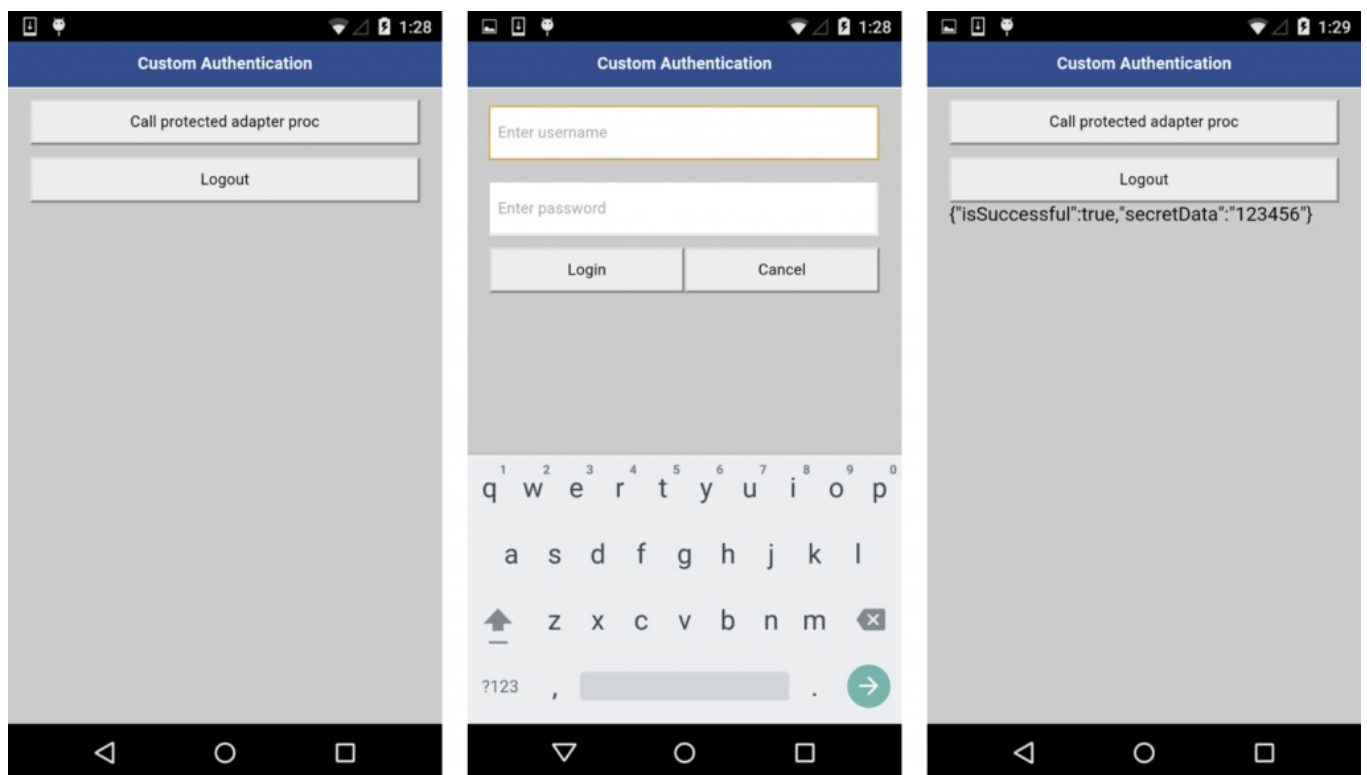 1:28
Custom Authentication
Call protected adapter proc
Logout
1:28
Custom Authentication
Enter username
Enter password
Login Cancel
1 2 3 4 5 6 7 8 9 0
q w e r t y u i o p
a s d f g h j k l
z x c v b n m
?123 , .
1:29
Custom Authentication
Call protected adapter proc
Logout
{"isSuccessful":true,"secretData":"123456"}